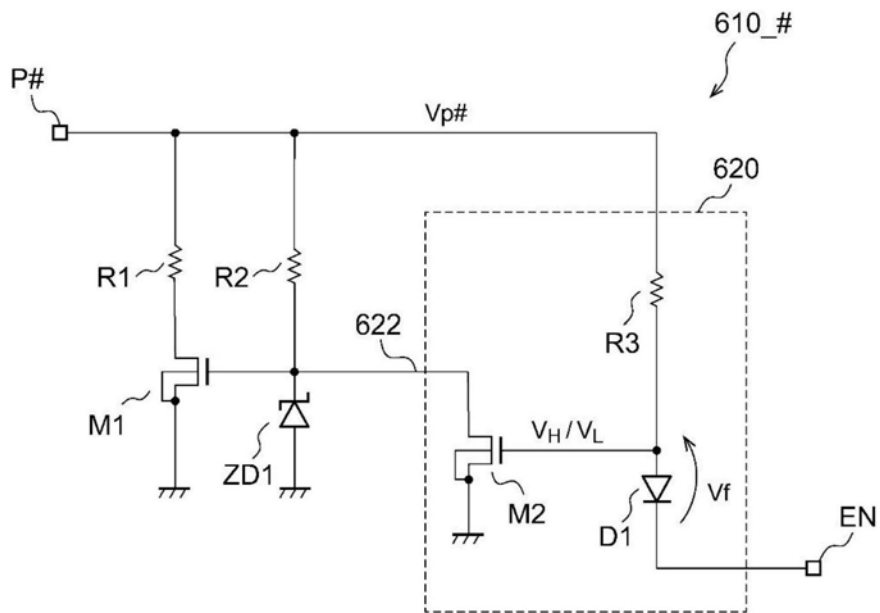 610_#
P#
Vp#
620
R1
R2
R3
622
M1
ZD1
VH / VL
M2
D1
Vf
EN